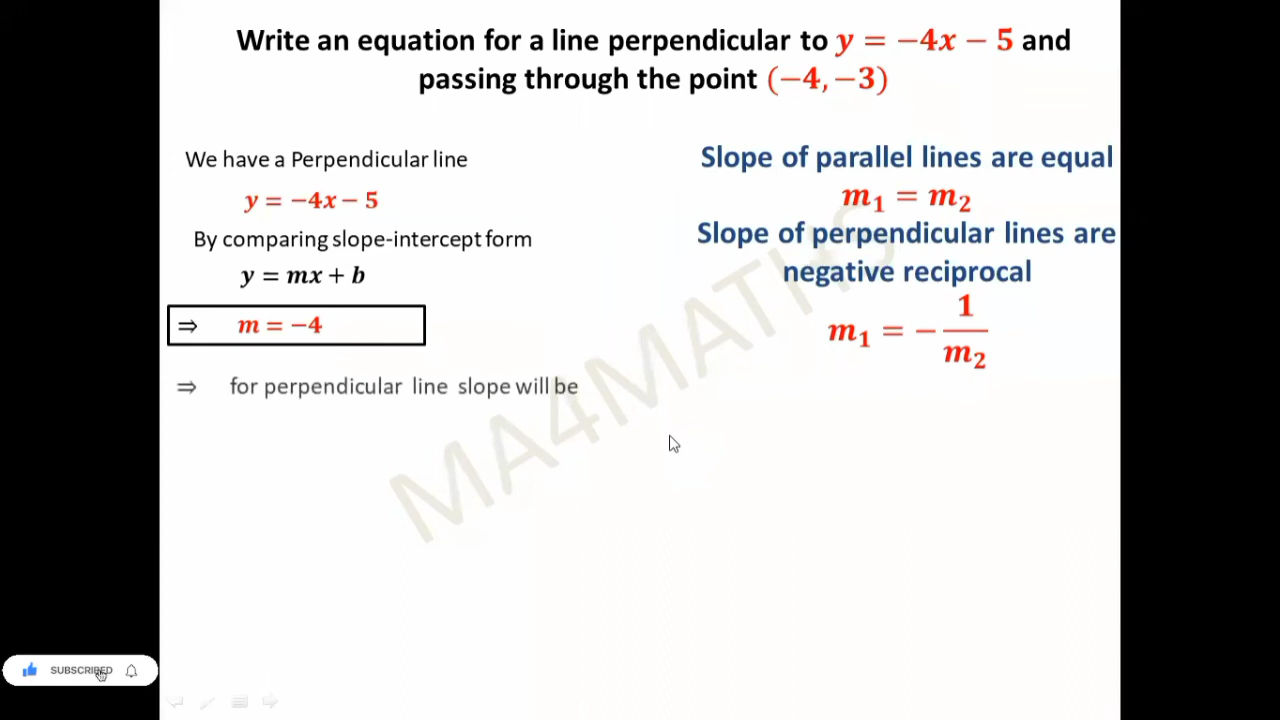 Write an equation for a line perpendicular to y = −4x − 5 and
passing through the point (−4, −3)
We have a Perpendicular line
y = −4x − 5
By comparing slope-intercept form
y = mx + b
⇒ m = −4
⇒ for perpendicular line slope will be
Slope of parallel lines are equal
m₁ = m₂
Slope of perpendicular lines are
negative reciprocal
m₁ = − 1/m₂
MA4MATHS
SUBSCRIBED